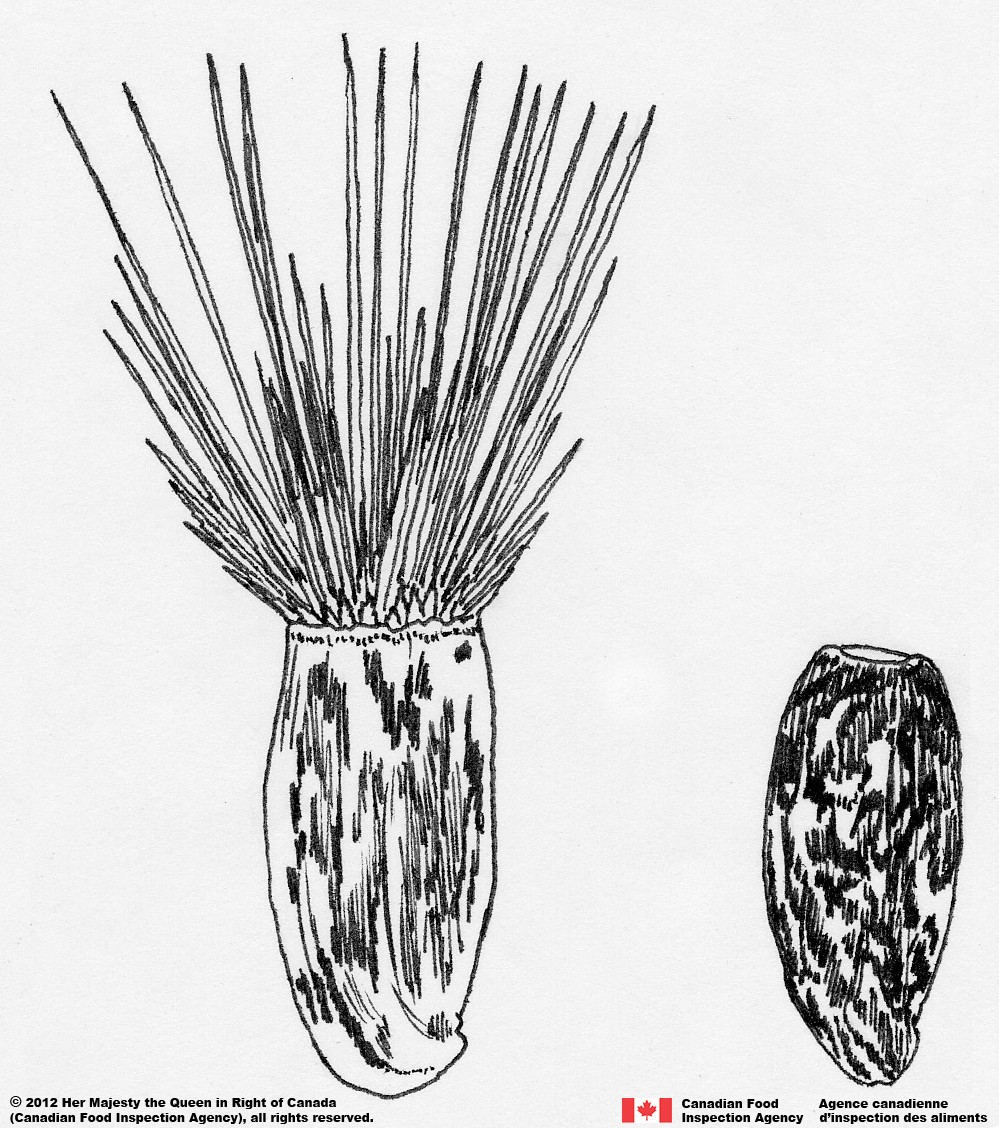 © 2012 Her Majesty the Queen in Right of Canada
(Canadian Food Inspection Agency), all rights reserved.
Canadian Food
Inspection Agency
Agence canadienne
d'inspection des aliments